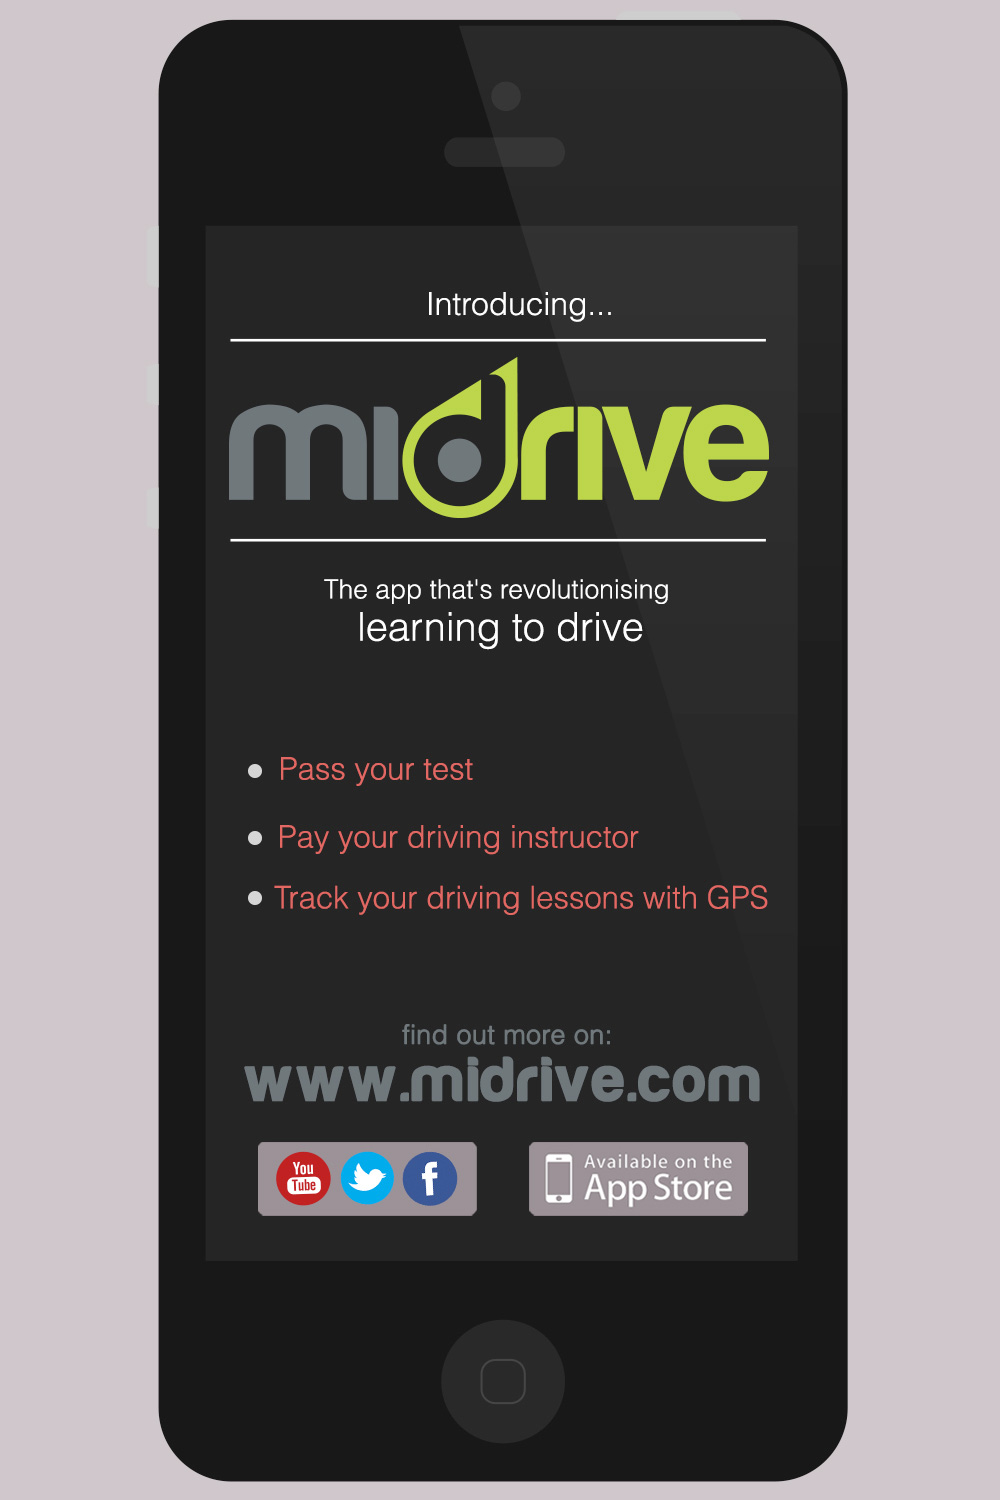 Introducing...
midrive
The app that's revolutionising
learning to drive
Pass your test
Pay your driving instructor
Track your driving lessons with GPS
find out more on:
www.midrive.com
You
Tube
f
Available on the
App Store